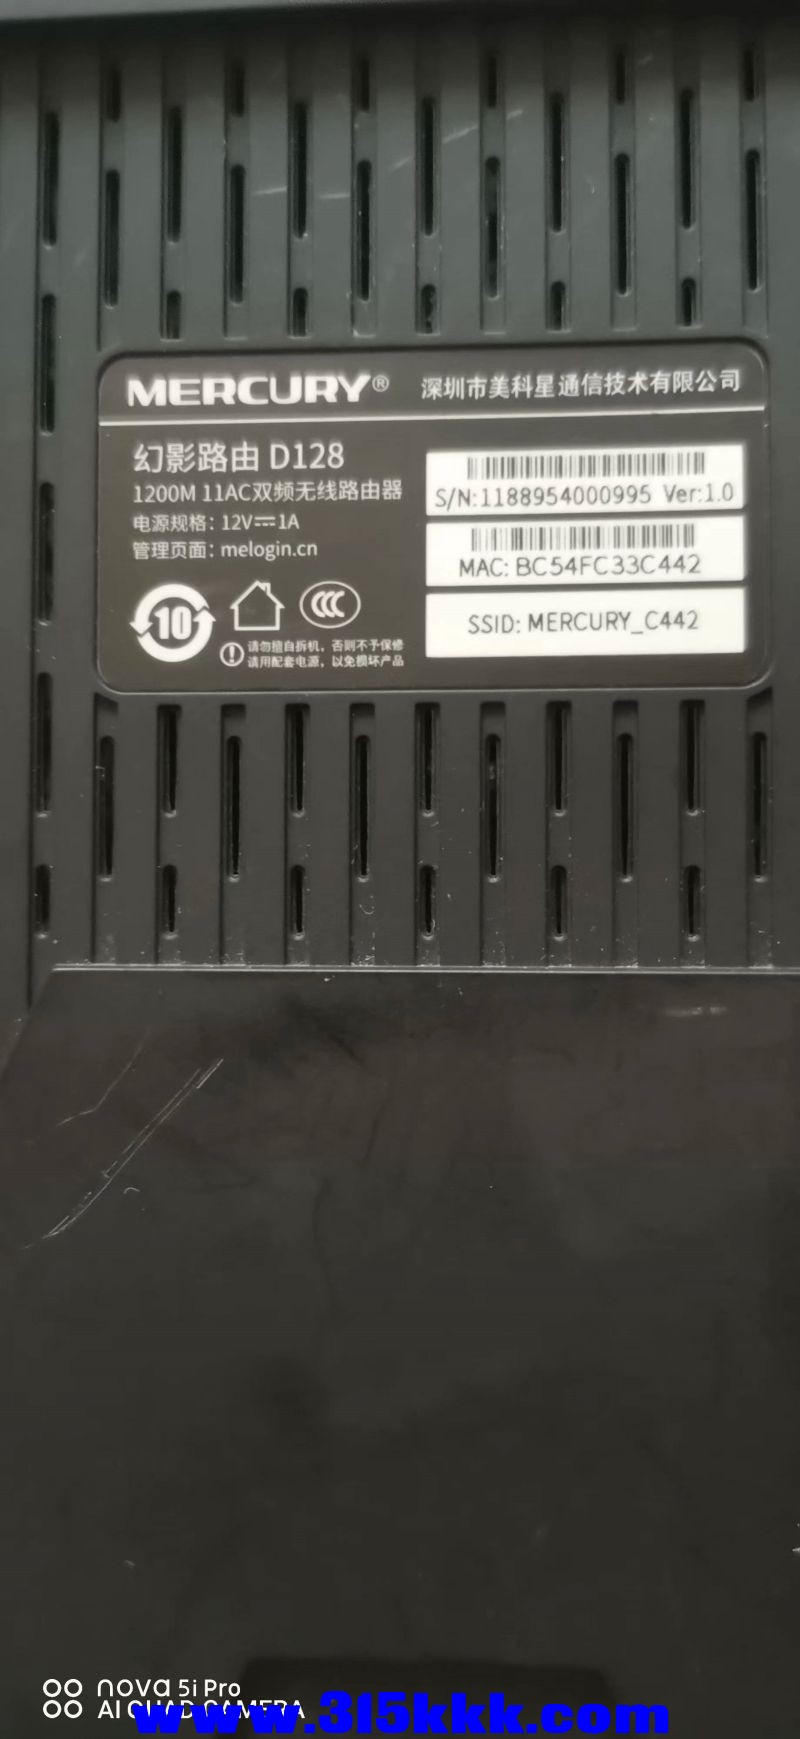 MERCURY® 深圳市美科星通信技术有限公司
幻影路由 D128
1200M 11AC双频无线路由器
电源规格: 12V⎓1A
管理页面: melogin.cn
S/N:1188954000995 Ver:1.0
MAC: BC54FC33C442
SSID: MERCURY_C442
10
CCC
请勿擅自拆机，否则不予保修
请用配套电源，以免损坏产品
nova 5i Pro
AI QUAD CAMERA
www.315kkk.com